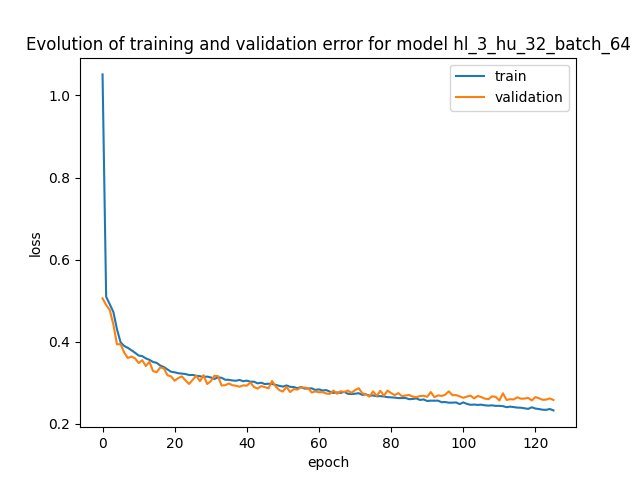 Evolution of training and validation error for model hl_3_hu_32_batch_64
train
validation
1.0
0.8
0.6
0.4
0.2
loss
0 20 40 60 80 100 120
epoch